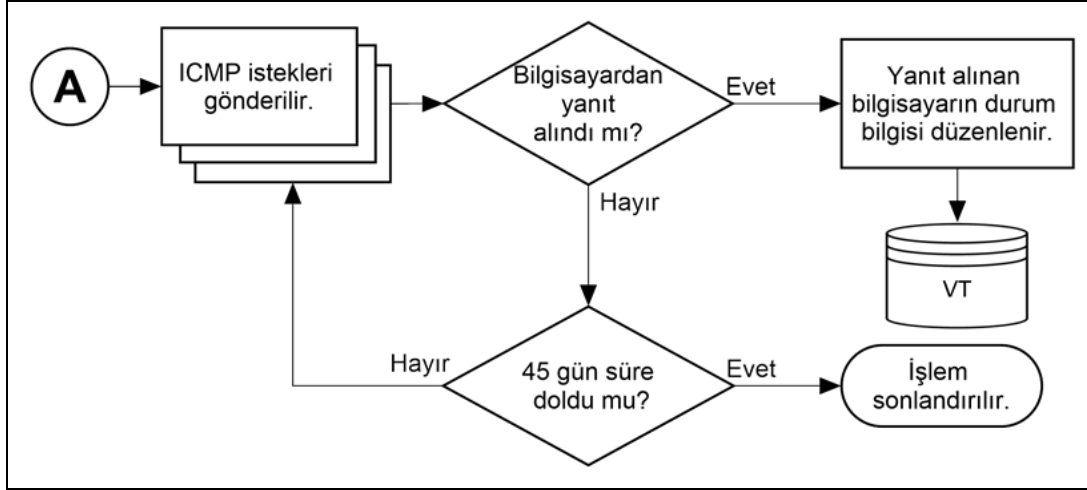 A
ICMP istekleri
gönderilir.
Bilgisayardan
yanıt
alındı mı?
Evet
Yanıt alınan
bilgisayarın durum
bilgisi düzenlenir.
Hayır
VT
Hayır
45 gün süre
doldu mu?
Evet
İşlem
sonlandırılır.